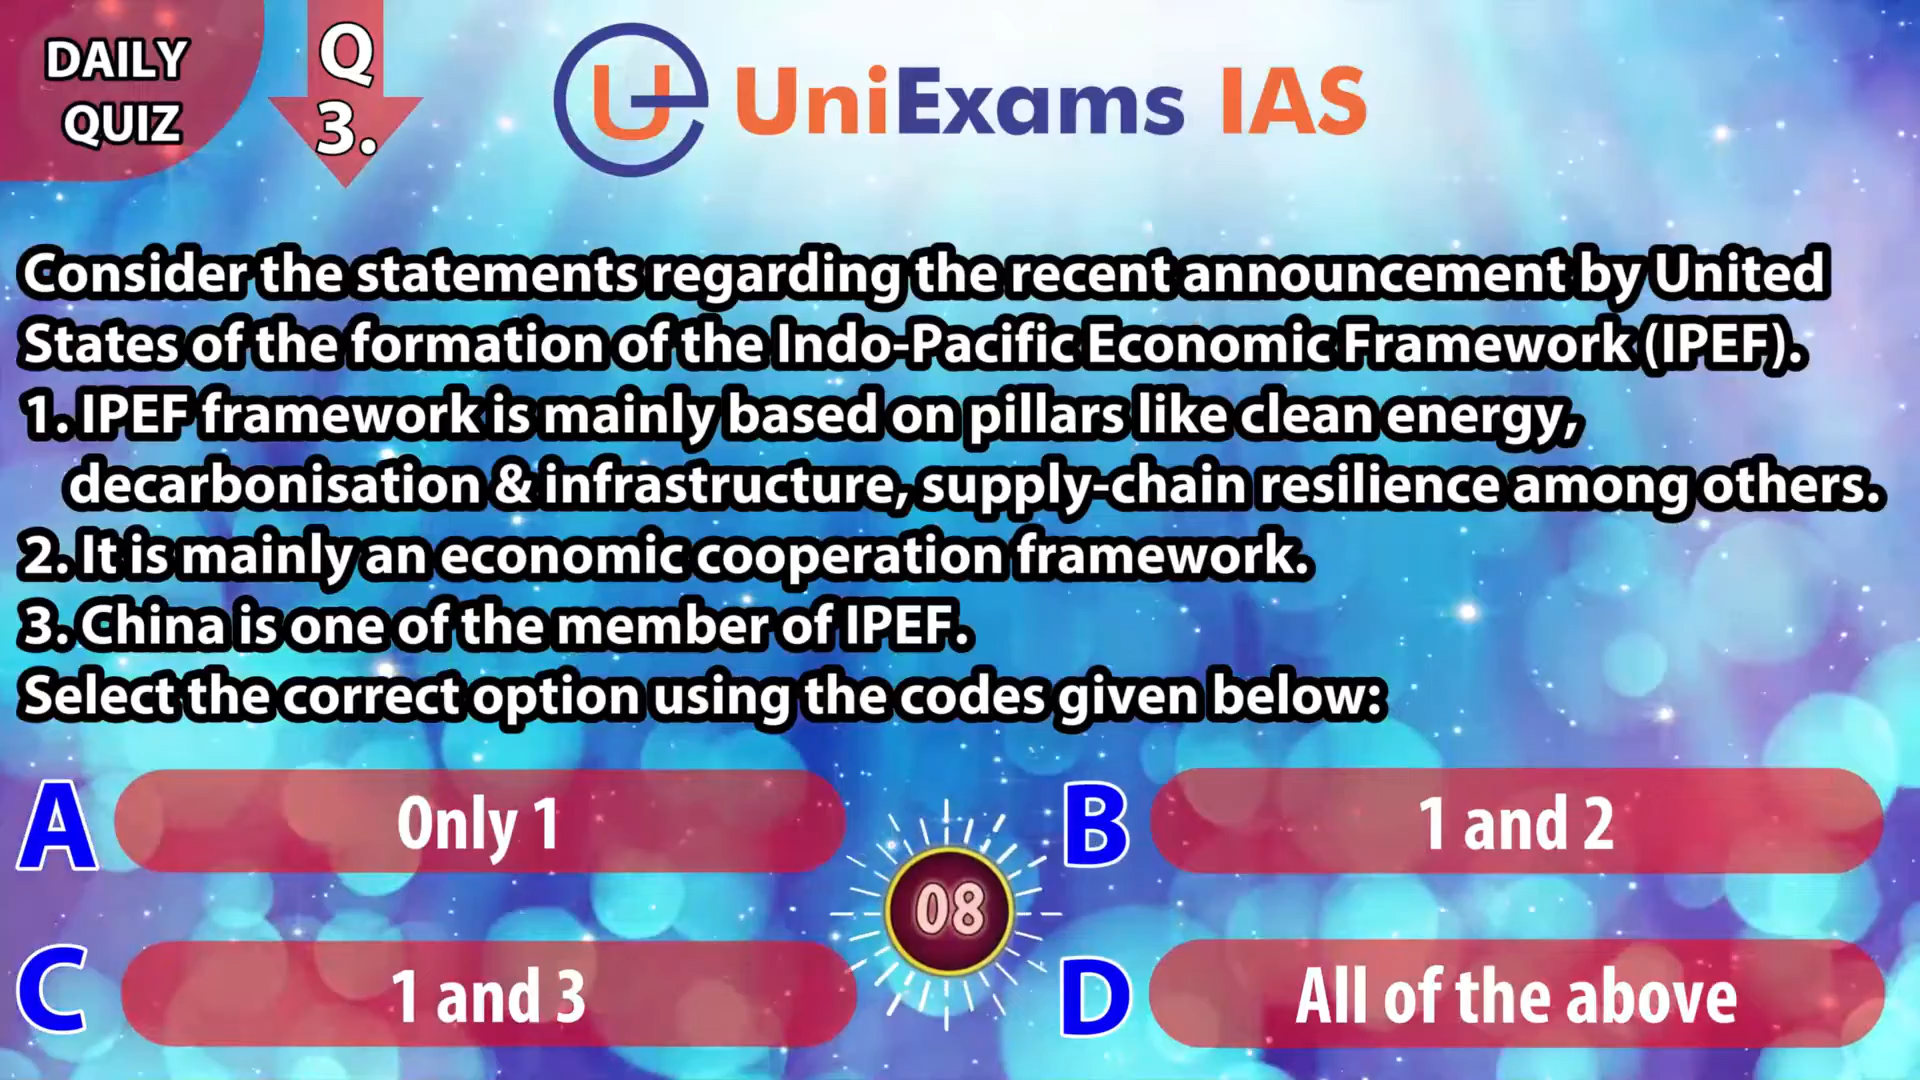 DAILY
QUIZ
Q
3.
Ue UniExams IAS
Consider the statements regarding the recent announcement by United
States of the formation of the Indo-Pacific Economic Framework (IPEF).
1. IPEF framework is mainly based on pillars like clean energy,
decarbonisation & infrastructure, supply-chain resilience among others.
2. It is mainly an economic cooperation framework.
3. China is one of the member of IPEF.
Select the correct option using the codes given below:
A Only 1
B 1 and 2
08
C 1 and 3
D All of the above